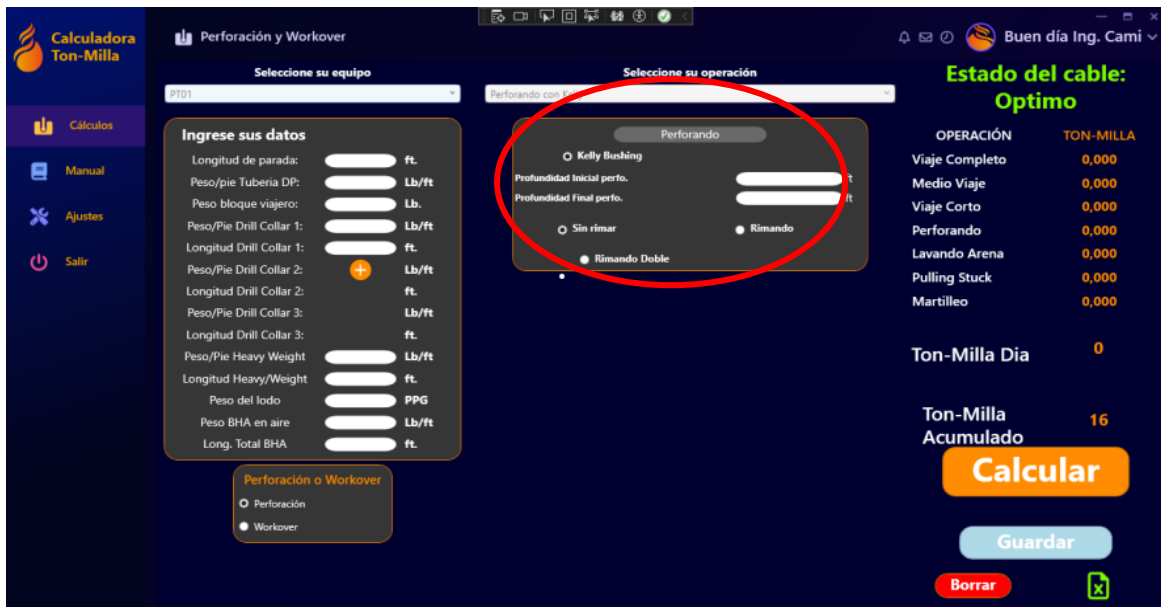 Calculadora
Ton-Milla
Perforación y Workover
Buen día Ing. Cami
Cálculos
Manual
Ajustes
Salir
Seleccione su equipo
PT01
Ingrese sus datos
Longitud de parada: ft.
Peso/pie Tuberia DP: Lb/ft
Peso bloque viajero: Lb.
Peso/Pie Drill Collar 1: Lb/ft
Longitud Drill Collar 1: ft.
Peso/Pie Drill Collar 2: + Lb/ft
Longitud Drill Collar 2: ft.
Peso/Pie Drill Collar 3: Lb/ft
Longitud Drill Collar 3: ft.
Peso/Pie Heavy Weight Lb/ft
Longitud Heavy/Weight ft.
Peso del lodo PPG
Peso BHA en aire Lb/ft
Long. Total BHA ft.
Perforación o Workover
Perforación
Workover
Seleccione su operación
Perforando con Kelly
Perforando
Kelly Bushing
Profundidad Inicial perfo. ft
Profundidad Final perfo. ft
Sin rimar Rimando
Rimando Doble
Estado del cable:
Optimo
OPERACIÓN TON-MILLA
Viaje Completo 0,000
Medio Viaje 0,000
Viaje Corto 0,000
Perforando 0,000
Lavando Arena 0,000
Pulling Stuck 0,000
Martilleo 0,000
Ton-Milla Dia 0
Ton-Milla
Acumulado 16
Calcular
Guardar
Borrar